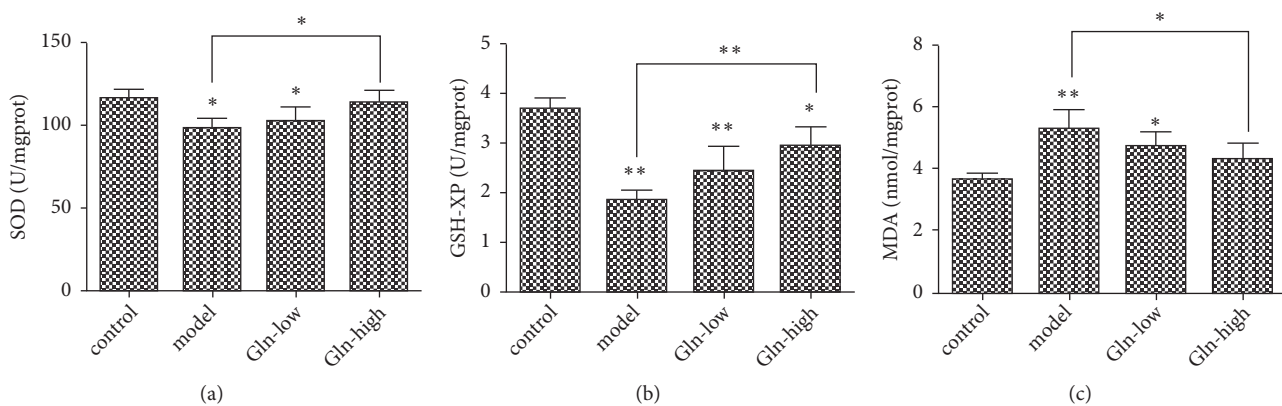 *
150
100
50
0
SOD (U/mgprot)
*
*
control
model
Gln-low
Gln-high
(a)
**
5
4
3
2
1
0
GSH-XP (U/mgprot)
**
**
*
control
model
Gln-low
Gln-high
(b)
*
8
6
4
2
0
MDA (nmol/mgprot)
**
*
control
model
Gln-low
Gln-high
(c)